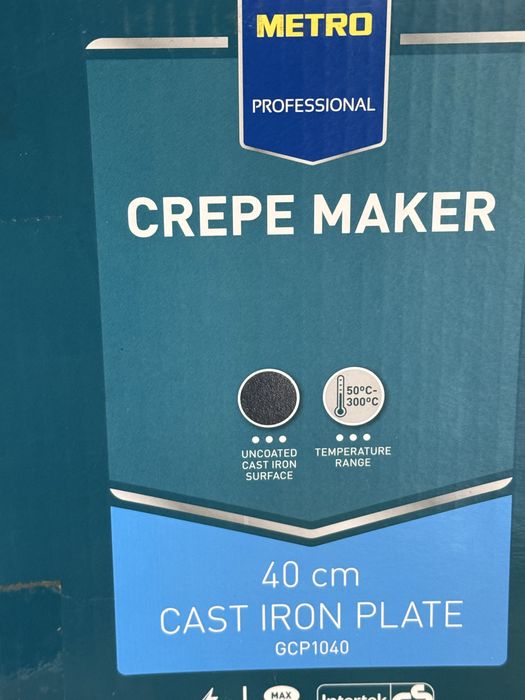 METRO
PROFESSIONAL
CREPE MAKER
50°C-
300°C
UNCOATED
CAST IRON
SURFACE
TEMPERATURE
RANGE
40 cm
CAST IRON PLATE
GCP1040
MAX
Intertek GS